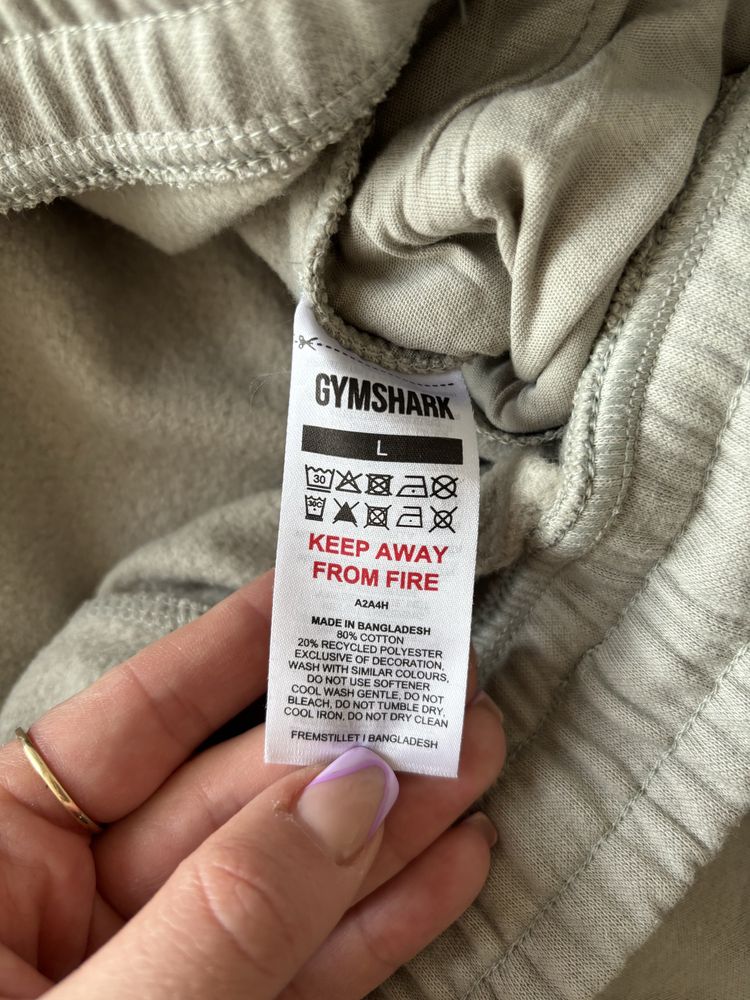 GYMSHARK
L
30
30C
KEEP AWAY
FROM FIRE
A2A4H
MADE IN BANGLADESH
80% COTTON
20% RECYCLED POLYESTER
EXCLUSIVE OF DECORATION.
WASH WITH SIMILAR COLOURS,
DO NOT USE SOFTENER
COOL WASH GENTLE, DO NOT
BLEACH, DO NOT TUMBLE DRY,
COOL IRON, DO NOT DRY CLEAN
FREMSTILLET I BANGLADESH